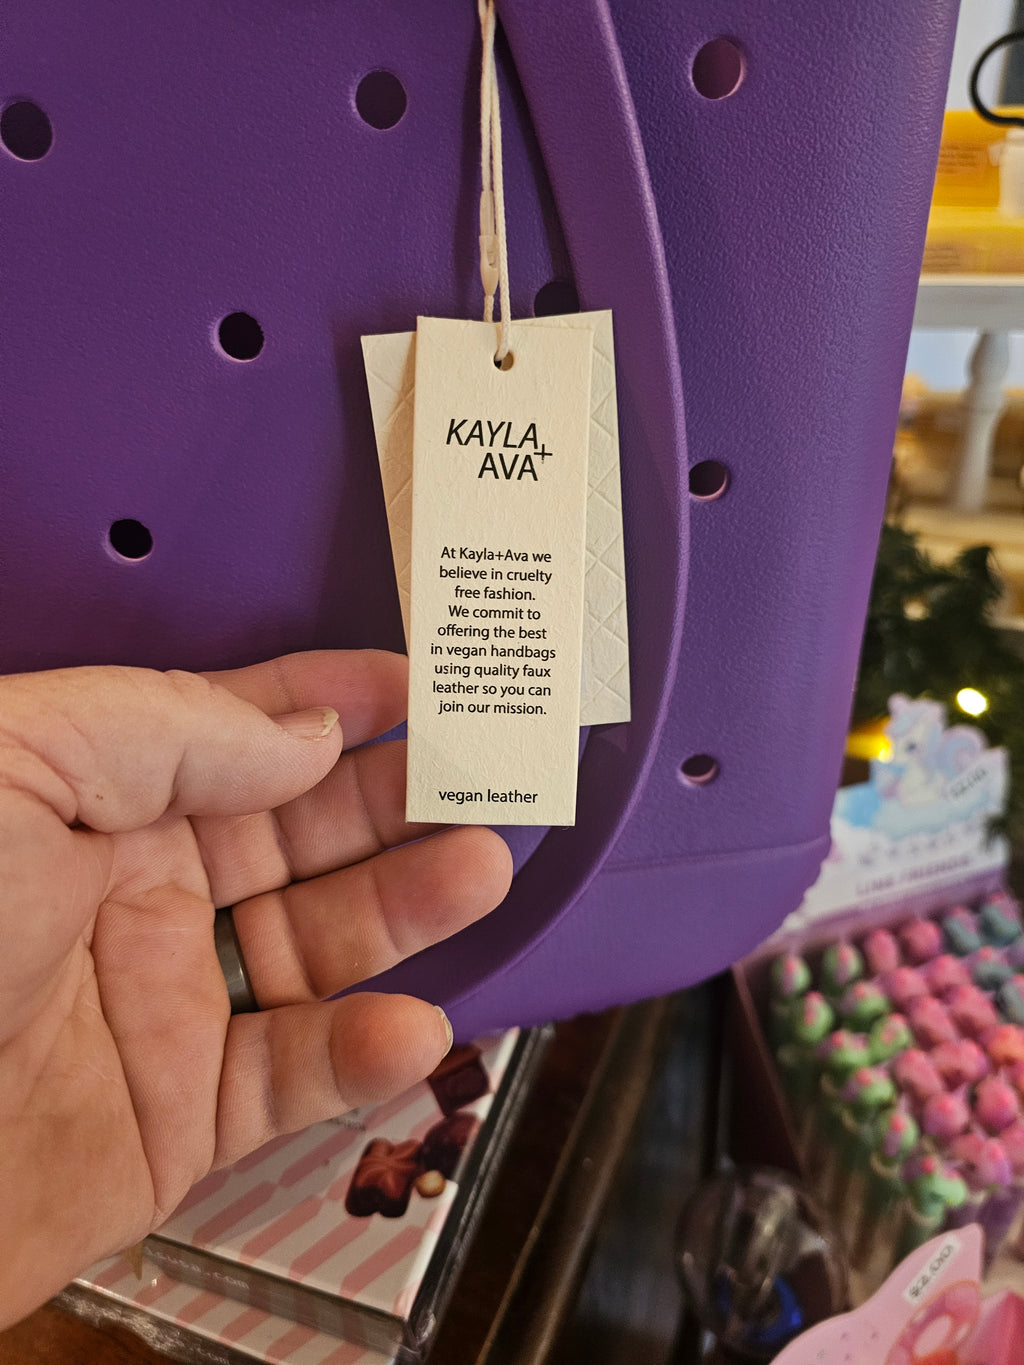 KAYLA
+
AVA
At Kayla+Ava we
believe in cruelty
free fashion.
We commit to
offering the best
in vegan handbags
using quality faux
leather so you can
join our mission.
vegan leather